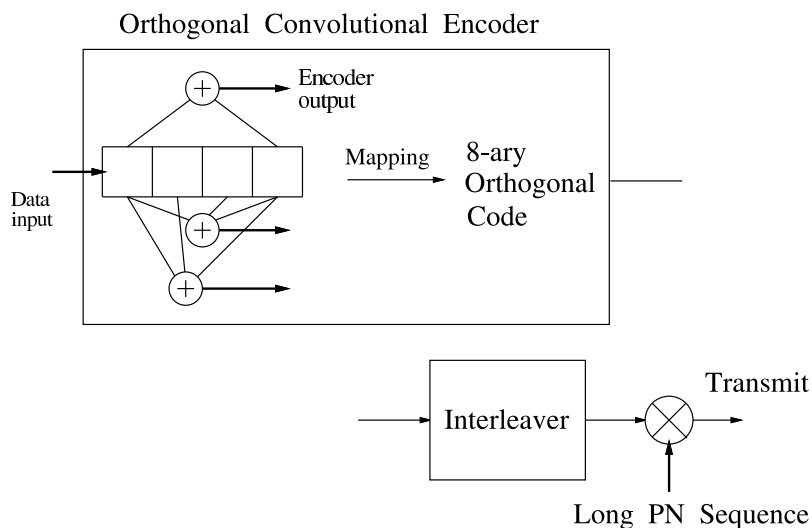 Orthogonal Convolutional Encoder
+
Encoder
output
Mapping
8-ary
Orthogonal
Code
Data
input
+
+
Transmit
Interleaver
Long PN Sequence